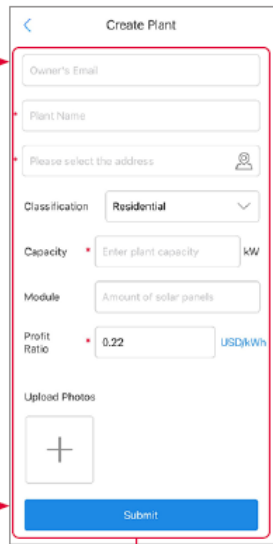 Create Plant
Owner's Email
* Plant Name
* Please select the address
Classification Residential
Capacity * Enter plant capacity kW
Module Amount of solar panels
Profit
Ratio * 0.22 USD/kWh
Upload Photos
Submit